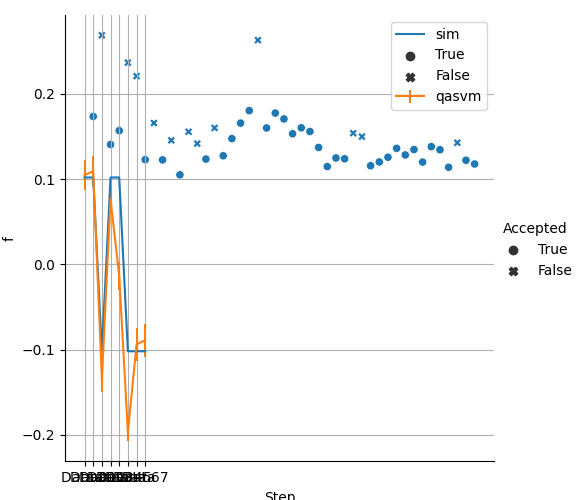 sim
True
False
qasvm
0.2
0.1
0.0
−0.1
−0.2
f
Accepted
True
False
Step